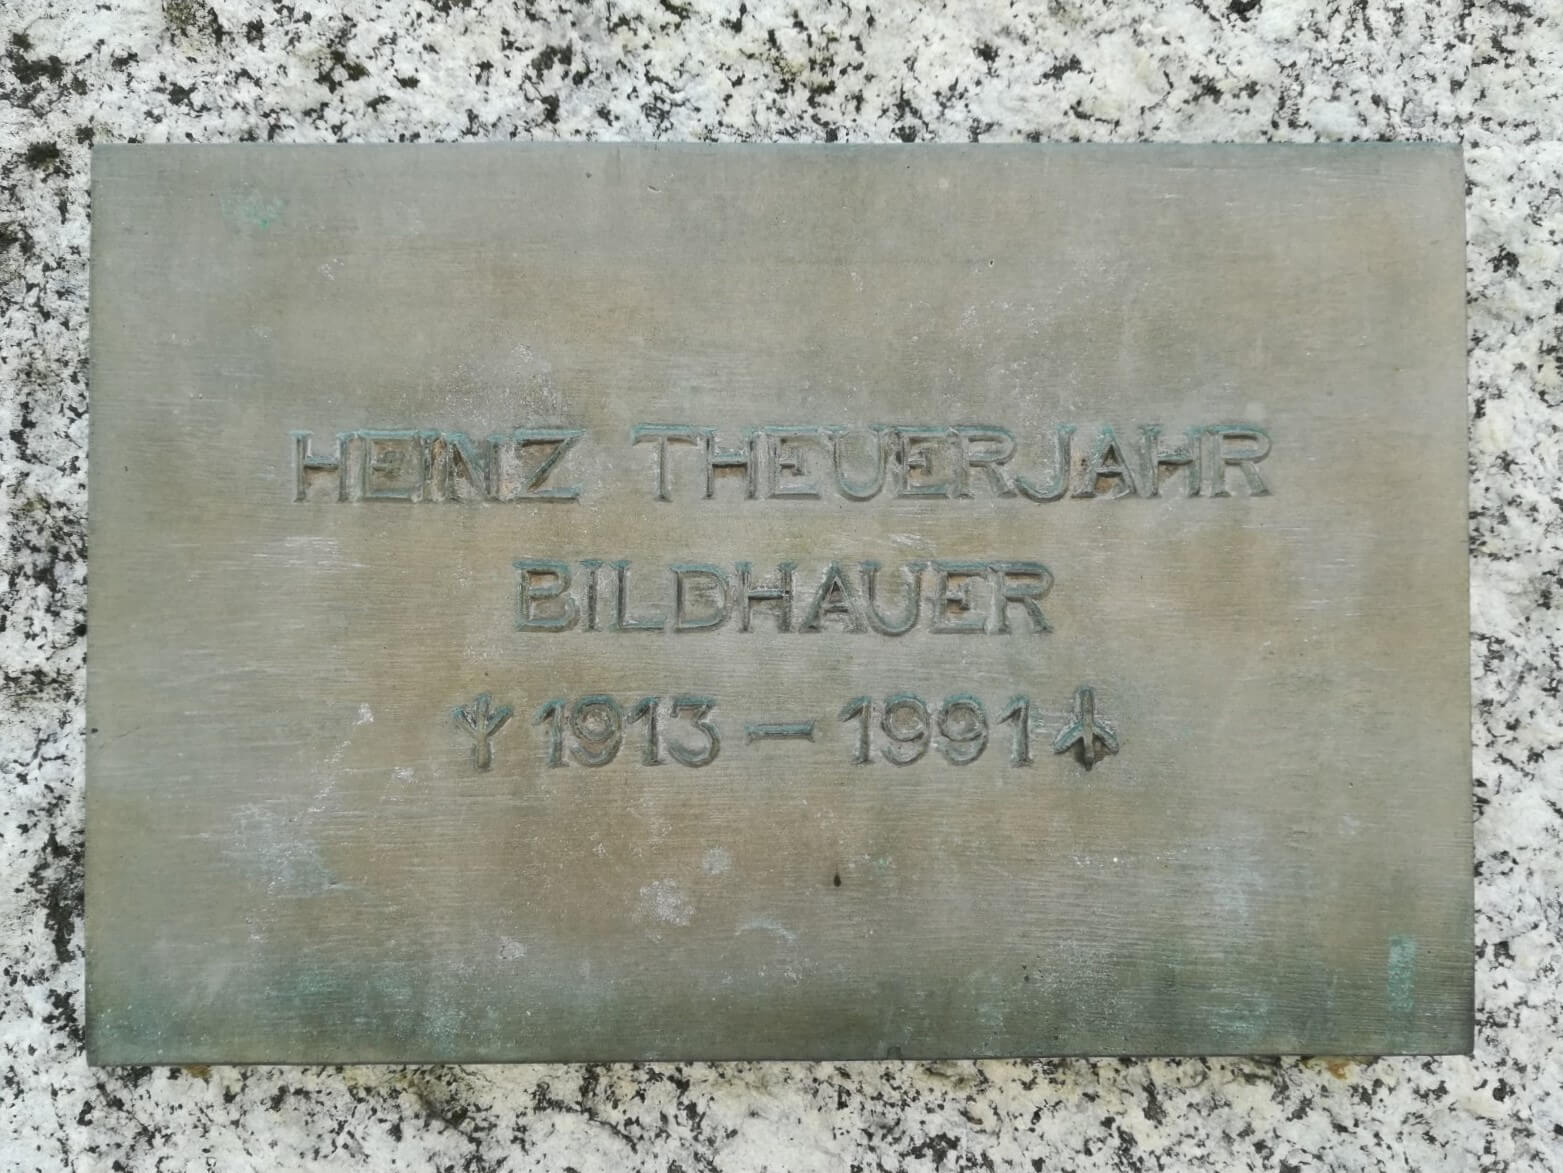 HEINZ THEUERJAHR
BILDHAUER
ᛉ 1913 – 1991 ᛣ